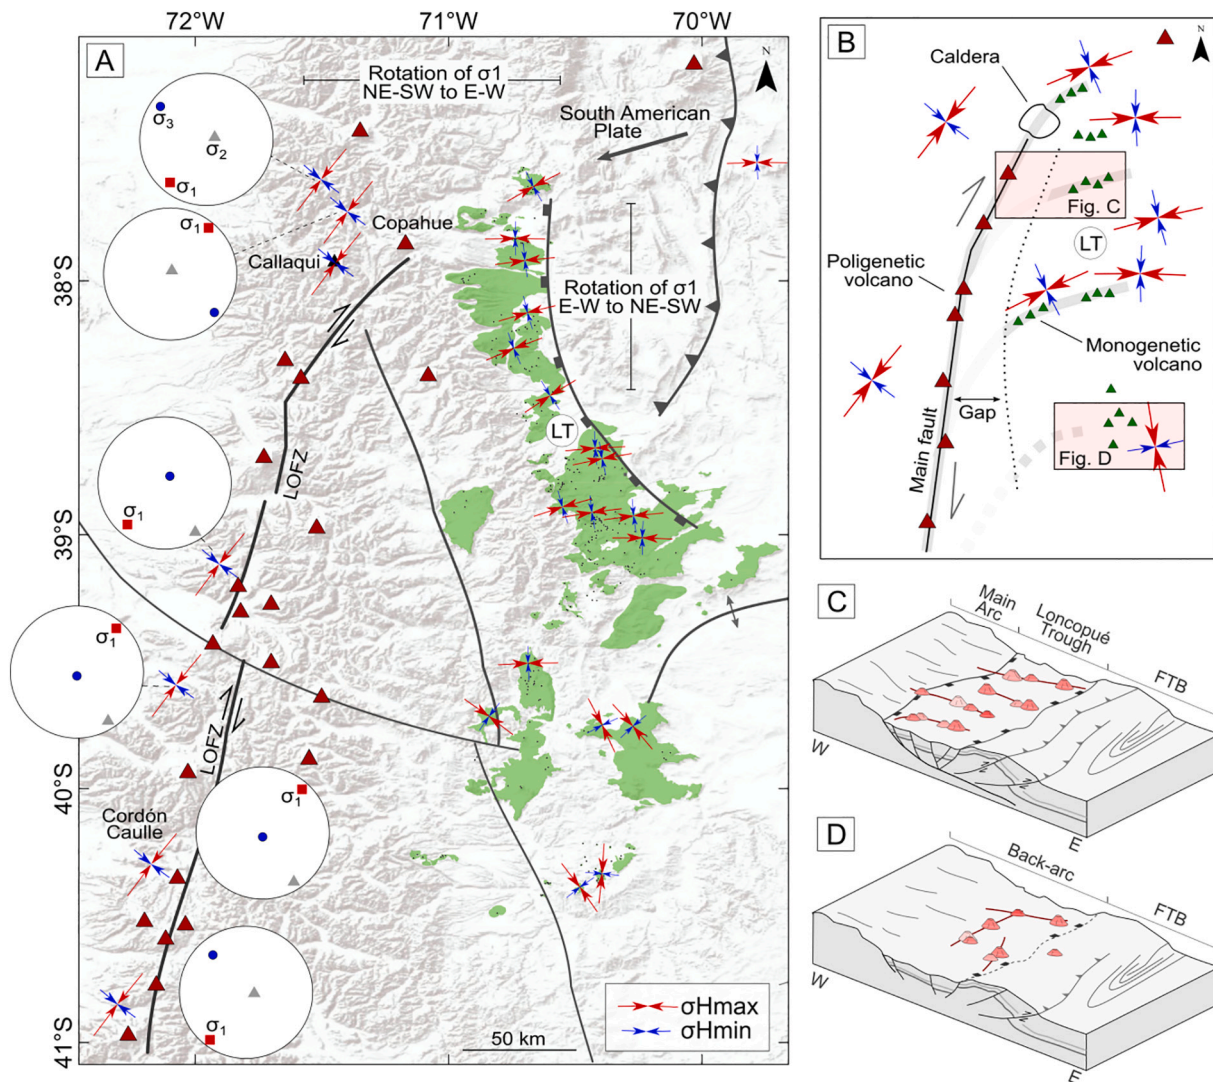 72°W
71°W
70°W
A
Rotation of σ1
NE-SW to E-W
N
South American
Plate
σ3
σ2
σ1
σ1
Copahue
Callaqui
38°S
Rotation of σ1
E-W to NE-SW
LT
LOFZ
σ1
39°S
σ1
LOFZ
40°S
σ1
Cordón
Caulle
σ1
σHmax
σHmin
50 km
41°S
B
N
Caldera
Fig. C
LT
Poligenetic
volcano
Monogenetic
volcano
Gap
Main fault
Fig. D
C
Main
Arc
Loncopué
Trough
FTB
W
E
D
Back-arc
FTB
W
E